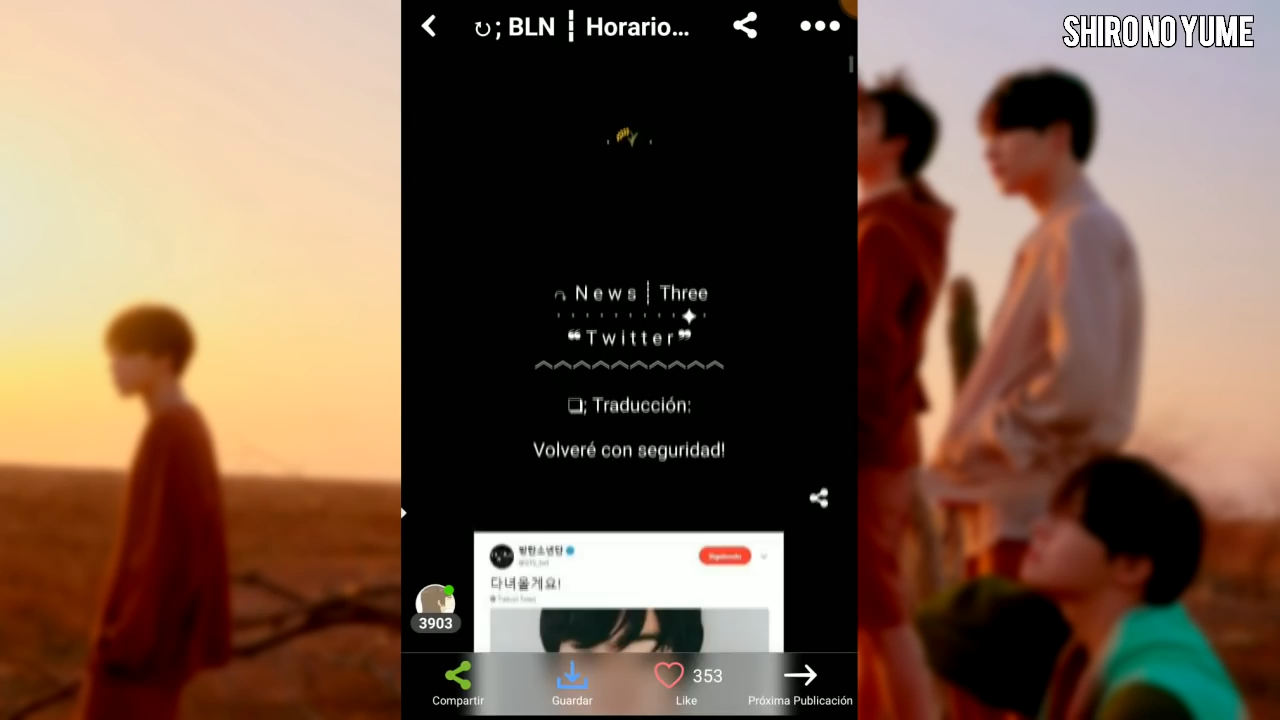 SHIRO NO YUME
; BLN ┊ Horario...
News ┊ Three
❝Twitter❞
❏; Traducción:
Volveré con seguridad!
방탄소년단
@BTS_twt
다녀올게요!
3903
353
Compartir
Guardar
Like
Próxima Publicación